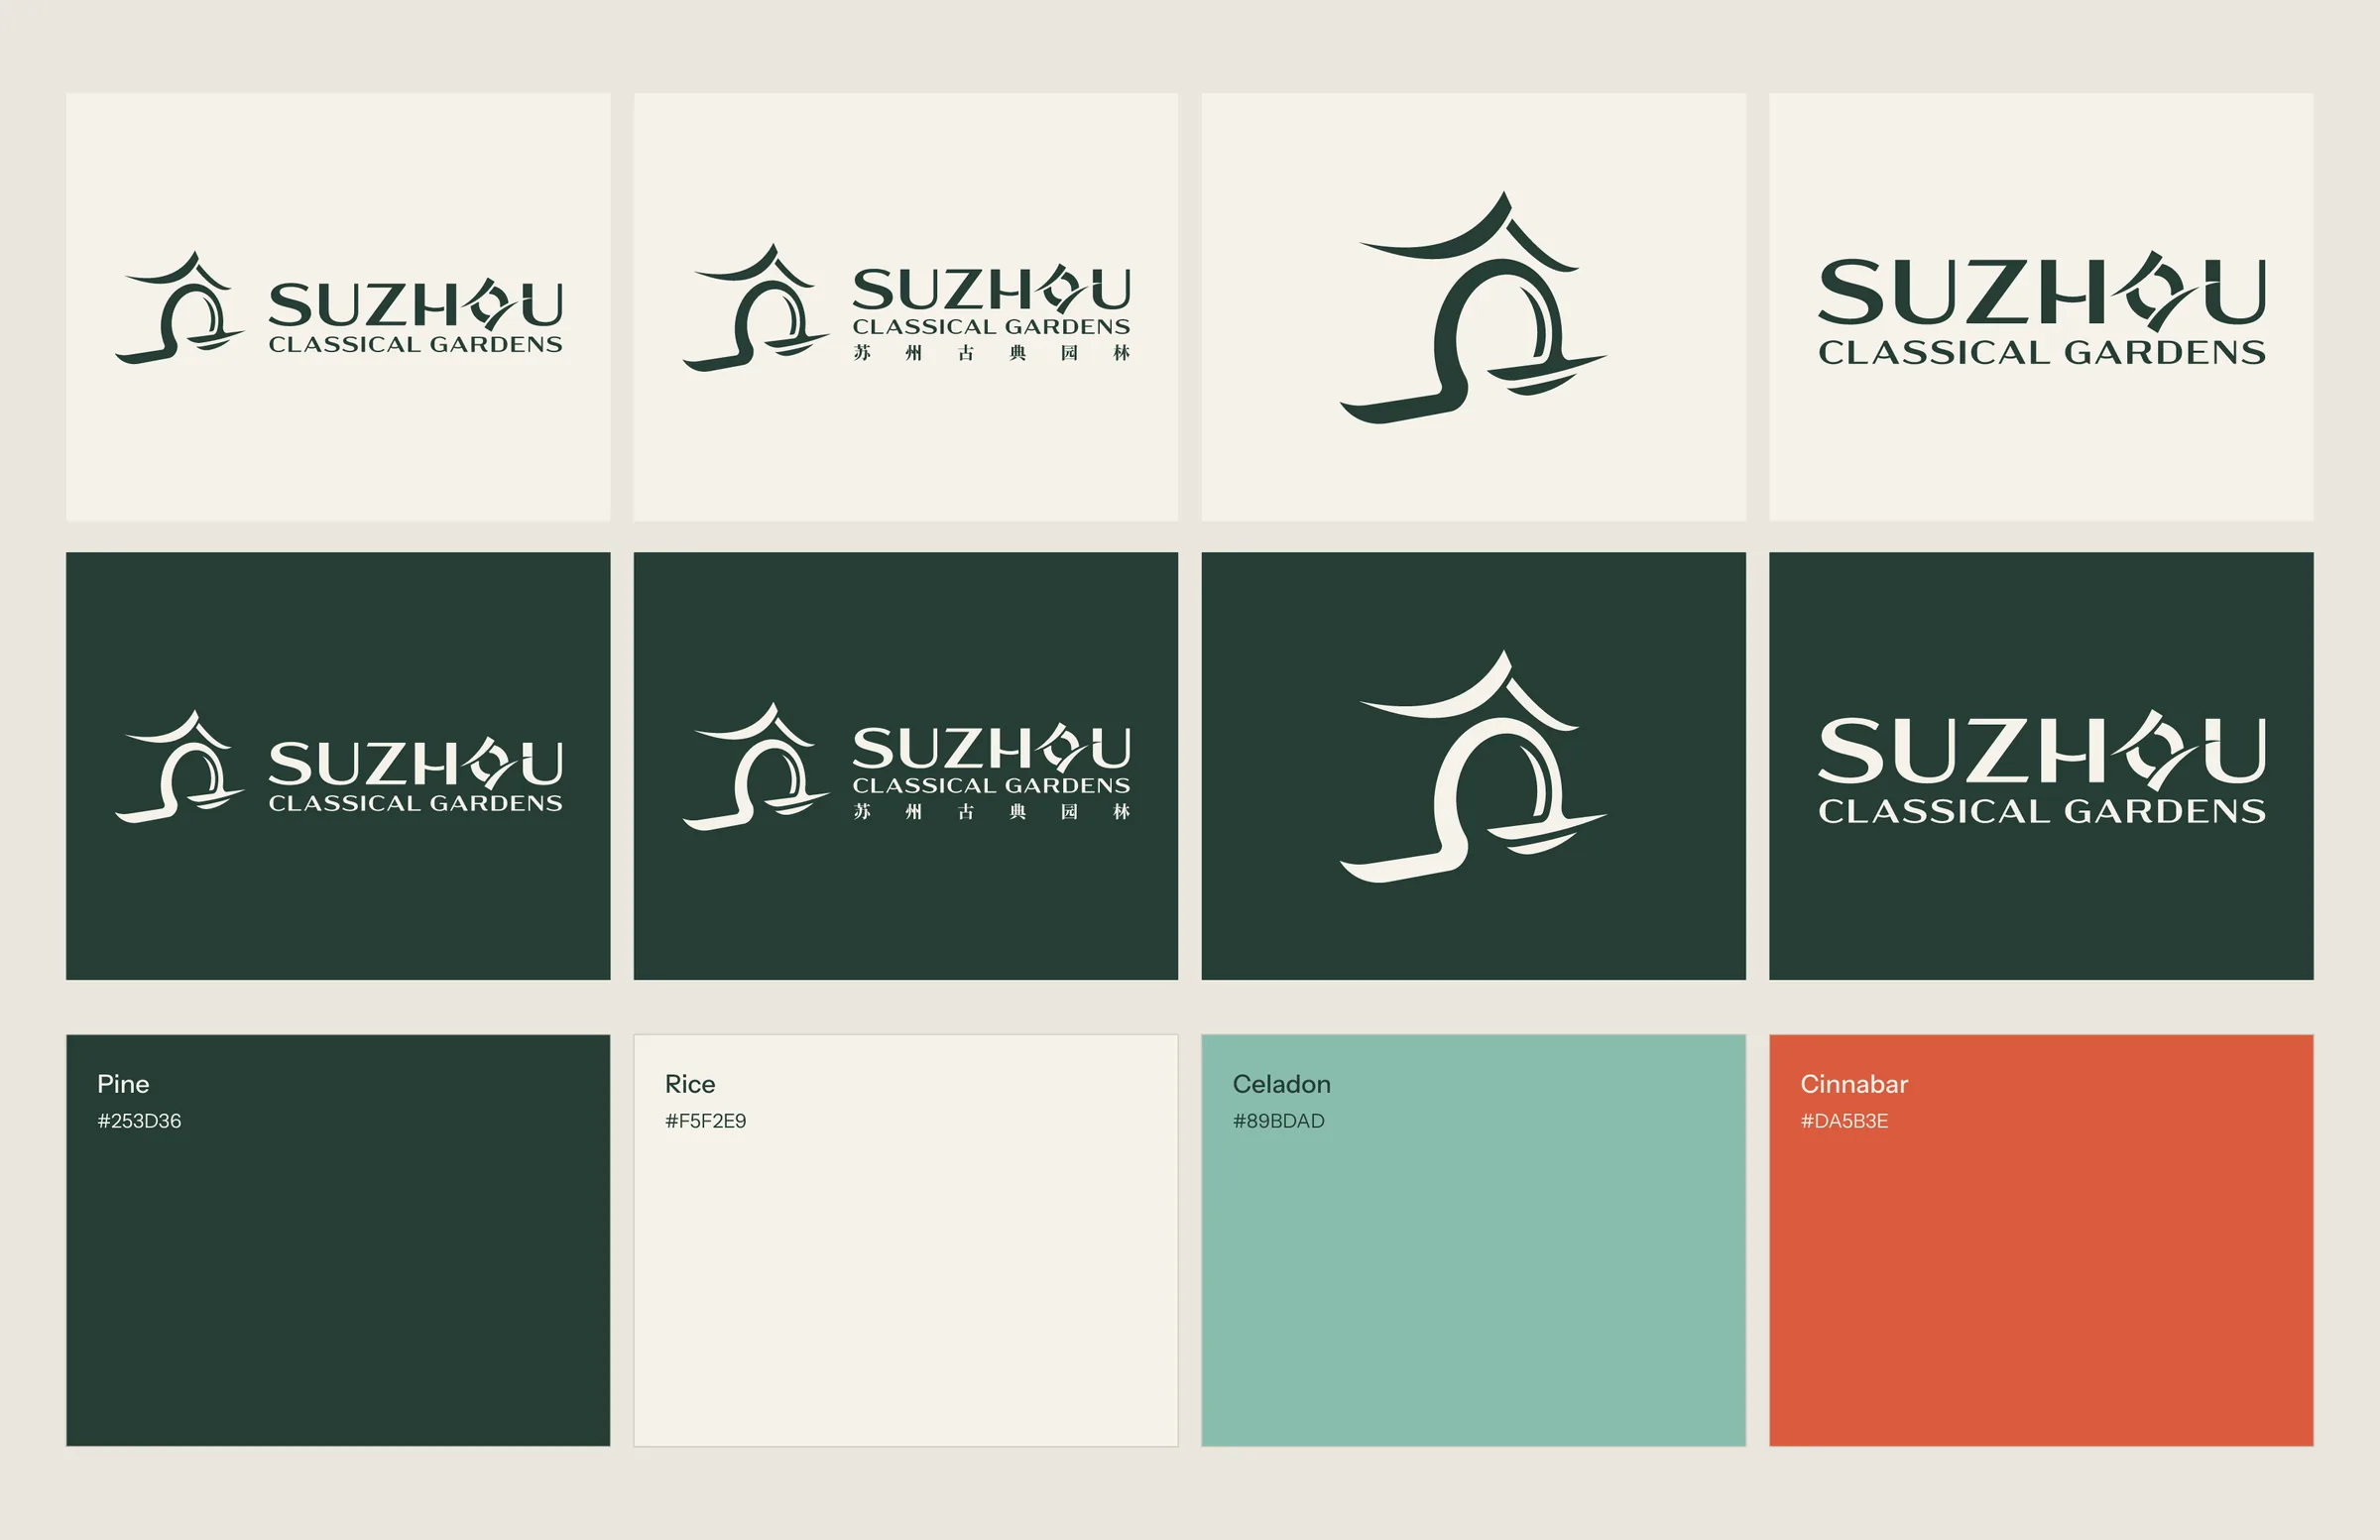 SUZHOU
CLASSICAL GARDENS
SUZHOU
CLASSICAL GARDENS
苏州古典园林
SUZHOU
CLASSICAL GARDENS
SUZHOU
CLASSICAL GARDENS
SUZHOU
CLASSICAL GARDENS
苏州古典园林
SUZHOU
CLASSICAL GARDENS
Pine
#253D36
Rice
#F5F2E9
Celadon
#89BDAD
Cinnabar
#DA5B3E